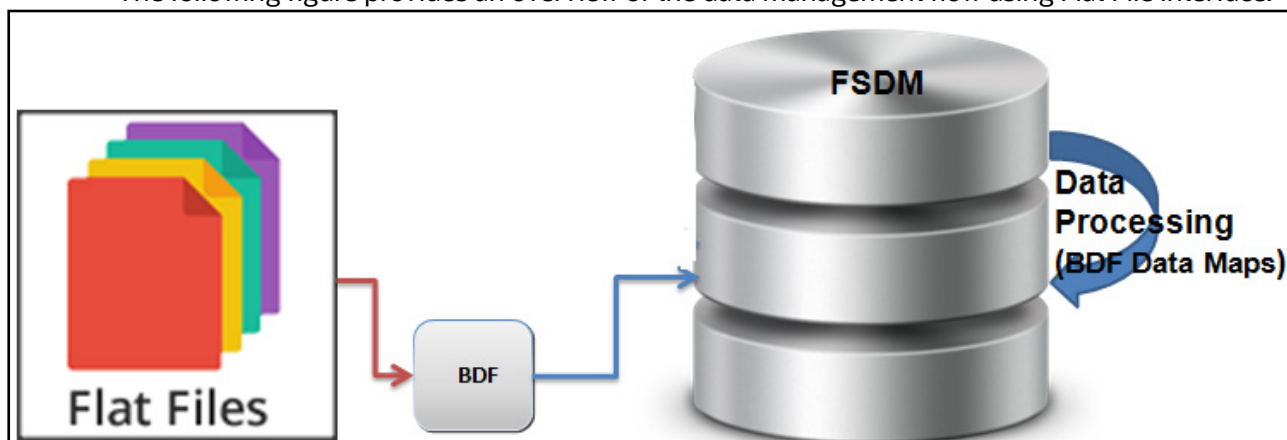 The following figure provides an overview of the data management flow using Flat File interface.
FSDM
Data
Processing
(BDF Data Maps)
BDF
Flat Files